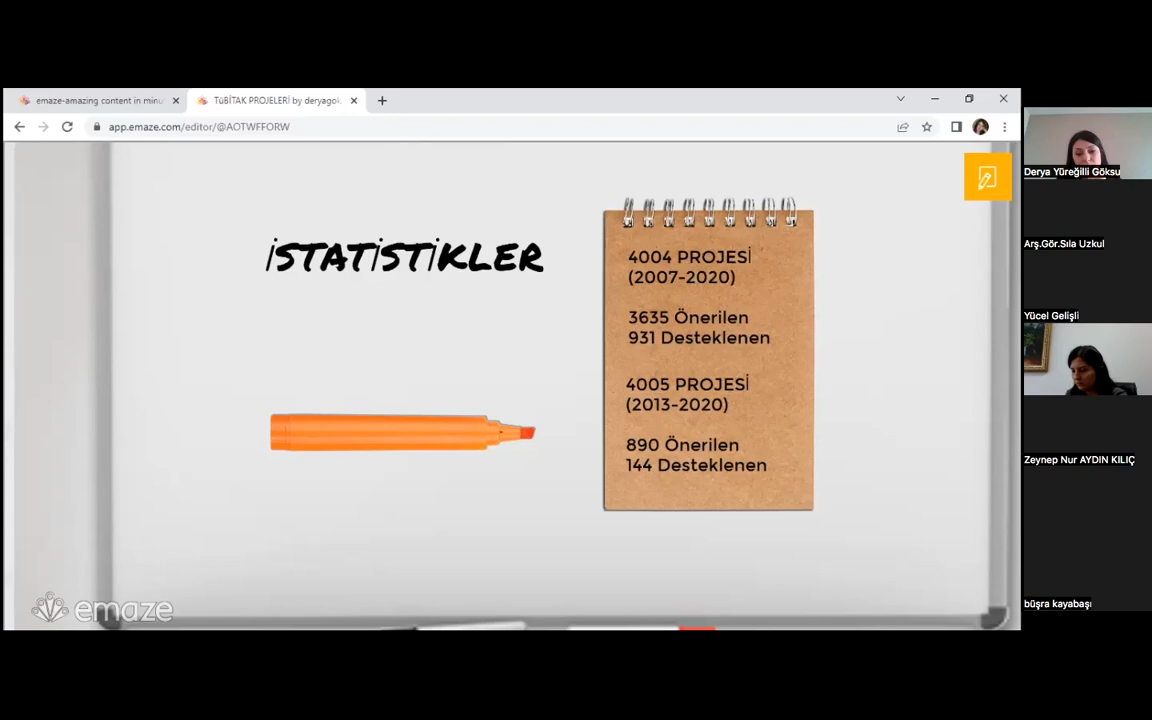 emaze-amazing content in minu
TüBİTAK PROJELERİ by deryagok
app.emaze.com/editor/@AOTWFFORW
İSTATİSTİKLER
4004 PROJESİ
(2007-2020)
3635 Önerilen
931 Desteklenen
4005 PROJESİ
(2013-2020)
890 Önerilen
144 Desteklenen
emaze
Derya Yüreğilli Göksu
Arş.Gör.Sıla Uzkul
Yücel Gelişli
Zeynep Nur AYDIN KILIÇ
büşra kayabaşı